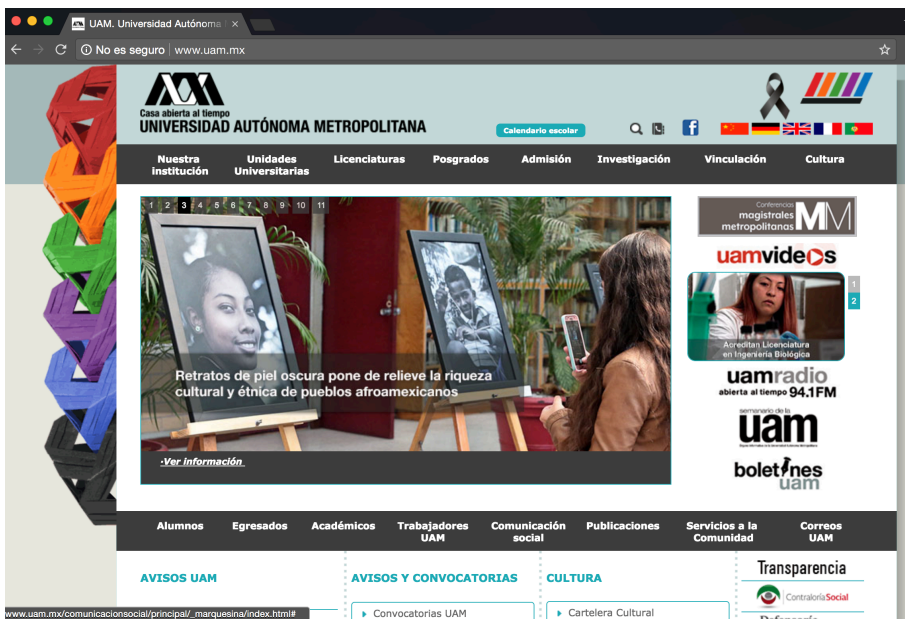 UAM. Universidad Autónoma
No es seguro | www.uam.mx
Casa abierta al tiempo
UNIVERSIDAD AUTÓNOMA METROPOLITANA
Calendario escolar
Nuestra institución
Unidades Universitarias
Licenciaturas
Posgrados
Admisión
Investigación
Vinculación
Cultura
1 2 3 4 5 6 7 8 9 10 11
Retratos de piel oscura pone de relieve la riqueza
cultural y étnica de pueblos afroamexicanos
·Ver información
Conferencias
magistrales
metropolitanas
MM
uamvideos
1
2
Acreditan Licenciatura
en Ingeniería Biológica
uamradio
abierta al tiempo 94.1FM
semanario de la
uam
boletines
uam
Alumnos
Egresados
Académicos
Trabajadores UAM
Comunicación social
Publicaciones
Servicios a la Comunidad
Correos UAM
AVISOS UAM
AVISOS Y CONVOCATORIAS
Convocatorias UAM
CULTURA
Cartelera Cultural
Transparencia
Contraloría Social
www.uam.mx/comunicacionsocial/principal/_marquesina/index.html#